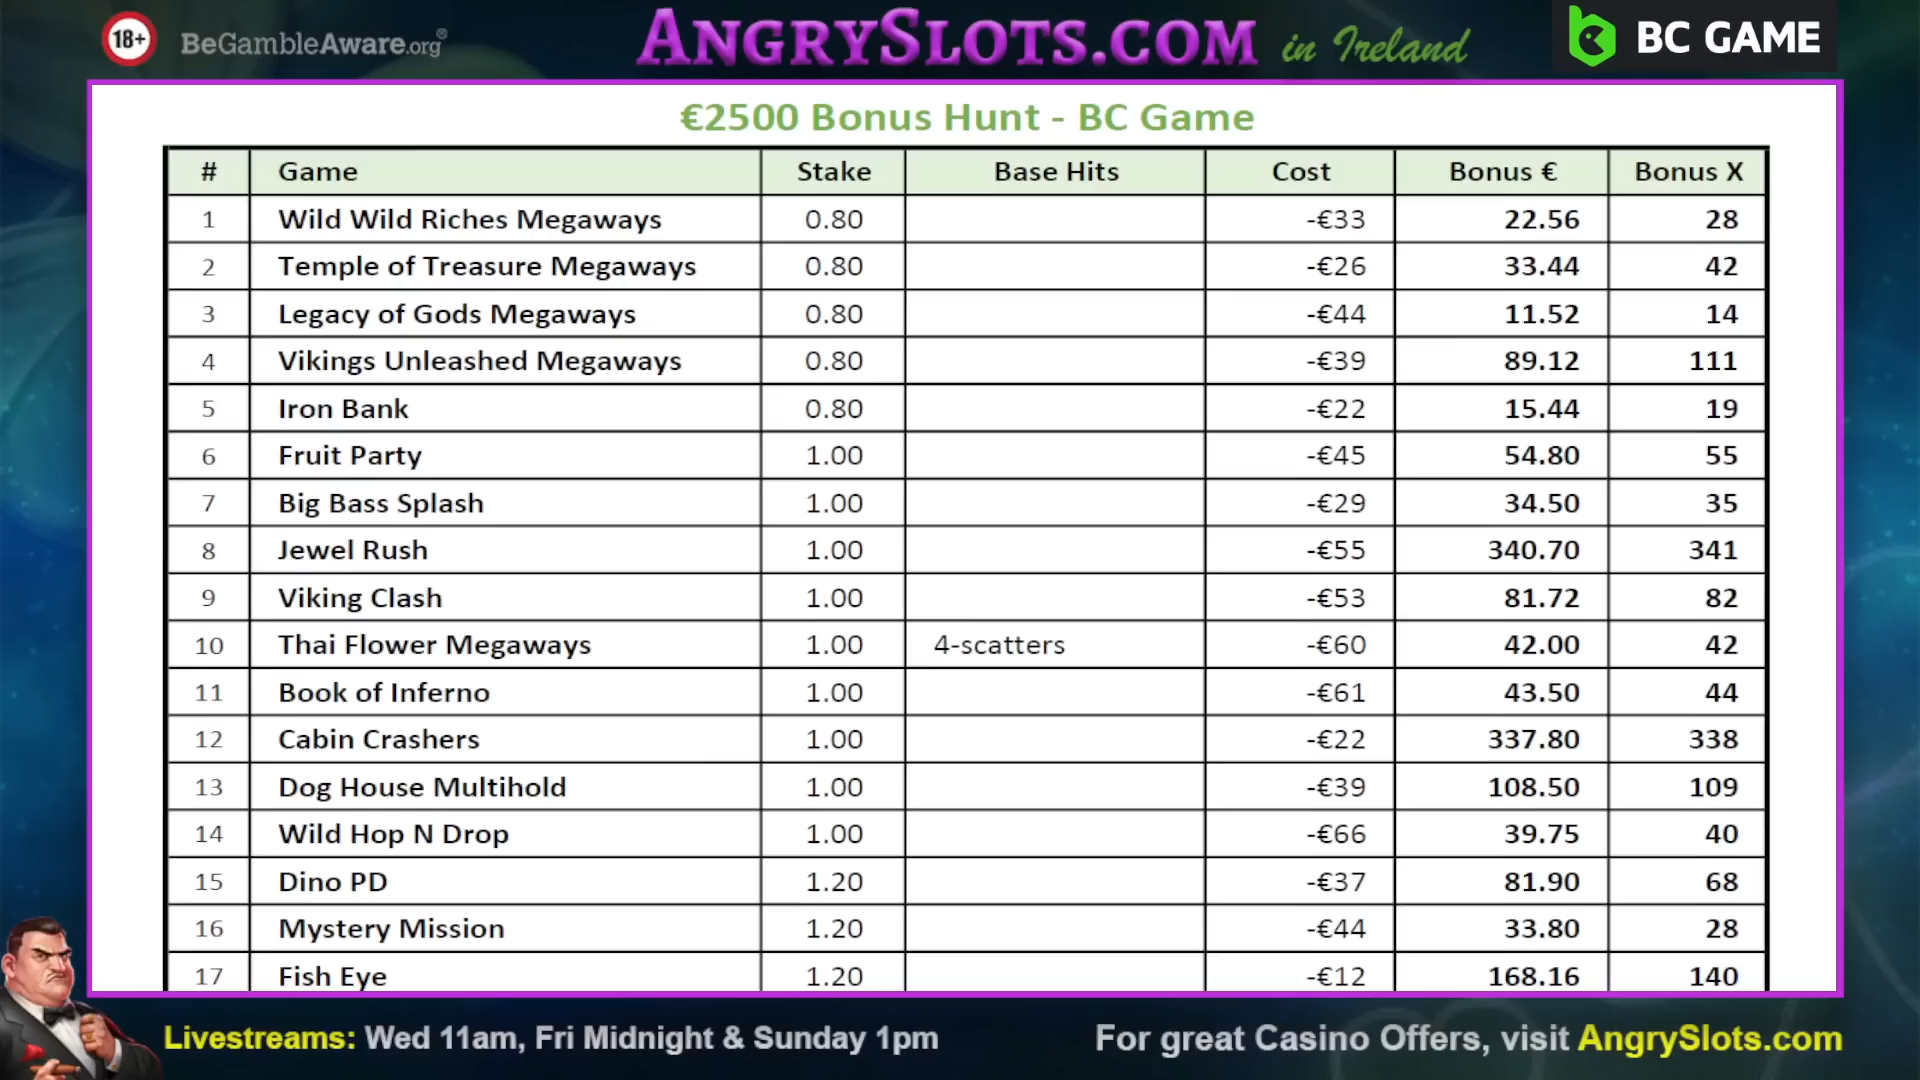 18+ BeGambleAware.org® ANGRYSLOTS.COM in Ireland BC GAME
€2500 Bonus Hunt - BC Game
# Game Stake Base Hits Cost Bonus € Bonus X
1 Wild Wild Riches Megaways 0.80 -€33 22.56 28
2 Temple of Treasure Megaways 0.80 -€26 33.44 42
3 Legacy of Gods Megaways 0.80 -€44 11.52 14
4 Vikings Unleashed Megaways 0.80 -€39 89.12 111
5 Iron Bank 0.80 -€22 15.44 19
6 Fruit Party 1.00 -€45 54.80 55
7 Big Bass Splash 1.00 -€29 34.50 35
8 Jewel Rush 1.00 -€55 340.70 341
9 Viking Clash 1.00 -€53 81.72 82
10 Thai Flower Megaways 1.00 4-scatters -€60 42.00 42
11 Book of Inferno 1.00 -€61 43.50 44
12 Cabin Crashers 1.00 -€22 337.80 338
13 Dog House Multihold 1.00 -€39 108.50 109
14 Wild Hop N Drop 1.00 -€66 39.75 40
15 Dino PD 1.20 -€37 81.90 68
16 Mystery Mission 1.20 -€44 33.80 28
17 Fish Eye 1.20 -€12 168.16 140
Livestreams: Wed 11am, Fri Midnight & Sunday 1pm For great Casino Offers, visit AngrySlots.com